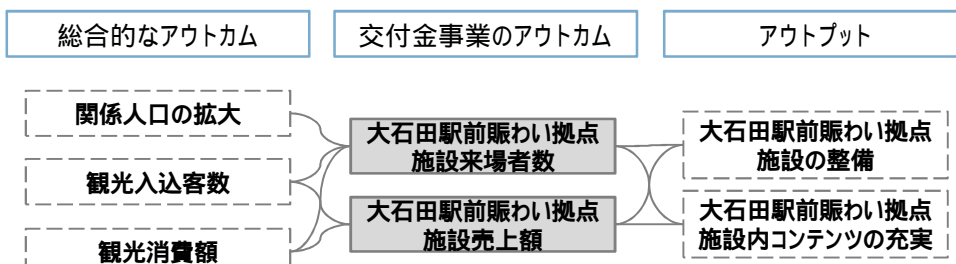 総合的なアウトカム
交付金事業のアウトカム
アウトプット
関係人口の拡大
観光入込客数
観光消費額
大石田駅前賑わい拠点
施設来場者数
大石田駅前賑わい拠点
施設売上額
大石田駅前賑わい拠点
施設の整備
大石田駅前賑わい拠点
施設内コンテンツの充実